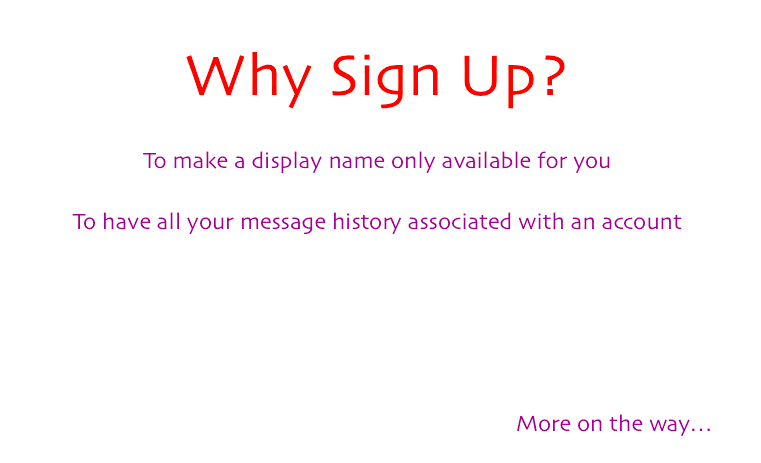 Why Sign Up?
To make a display name only available for you
To have all your message history associated with an account
More on the way...